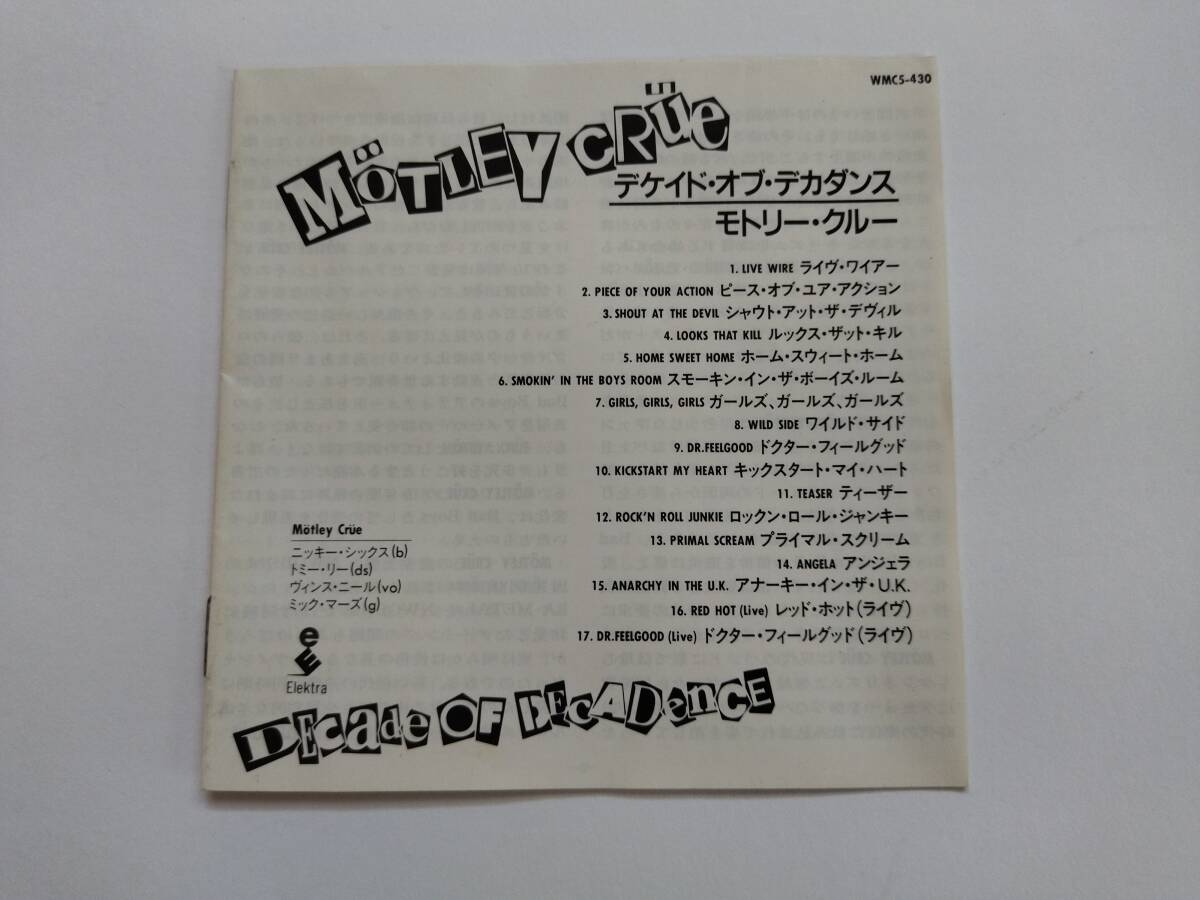 WMC5-430
MÖTLEY CRÜE
デケイド・オブ・デカダンス
モトリー・クルー
1. LIVE WIRE ライヴ・ワイアー
2. PIECE OF YOUR ACTION ピース・オブ・ユア・アクション
3. SHOUT AT THE DEVIL シャウト・アット・ザ・デヴィル
4. LOOKS THAT KILL ルックス・ザット・キル
5. HOME SWEET HOME ホーム・スウィート・ホーム
6. SMOKIN' IN THE BOYS ROOM スモーキン・イン・ザ・ボーイズ・ルーム
7. GIRLS, GIRLS, GIRLS ガールズ、ガールズ、ガールズ
8. WILD SIDE ワイルド・サイド
9. DR.FEELGOOD ドクター・フィールグッド
10. KICKSTART MY HEART キックスタート・マイ・ハート
11. TEASER ティーザー
12. ROCK'N ROLL JUNKIE ロックン・ロール・ジャンキー
13. PRIMAL SCREAM プライマル・スクリーム
14. ANGELA アンジェラ
15. ANARCHY IN THE U.K. アナーキー・イン・ザ・U.K.
16. RED HOT (Live) レッド・ホット(ライヴ)
17. DR.FEELGOOD (Live) ドクター・フィールグッド(ライヴ)
Mötley Crüe
ニッキー・シックス(b)
トミー・リー(ds)
ヴィンス・ニール(vo)
ミック・マーズ(g)
Elektra
DECade OF DECADenCE